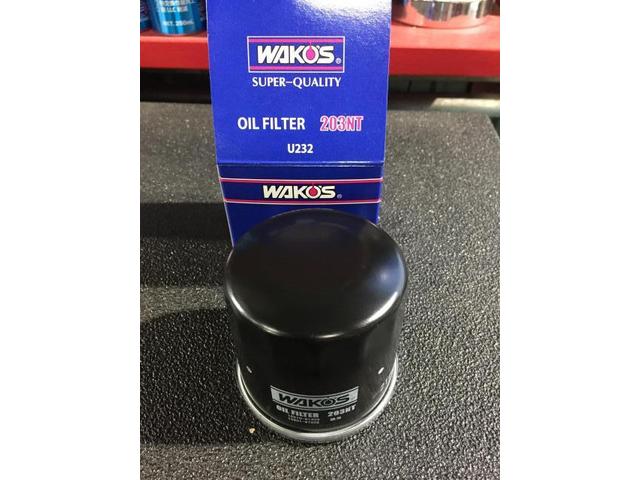 WAKO'S®
SUPER-QUALITY
OIL FILTER 203NT
U232
WAKO'S®
WAKO'S
OIL FILTER 203NT